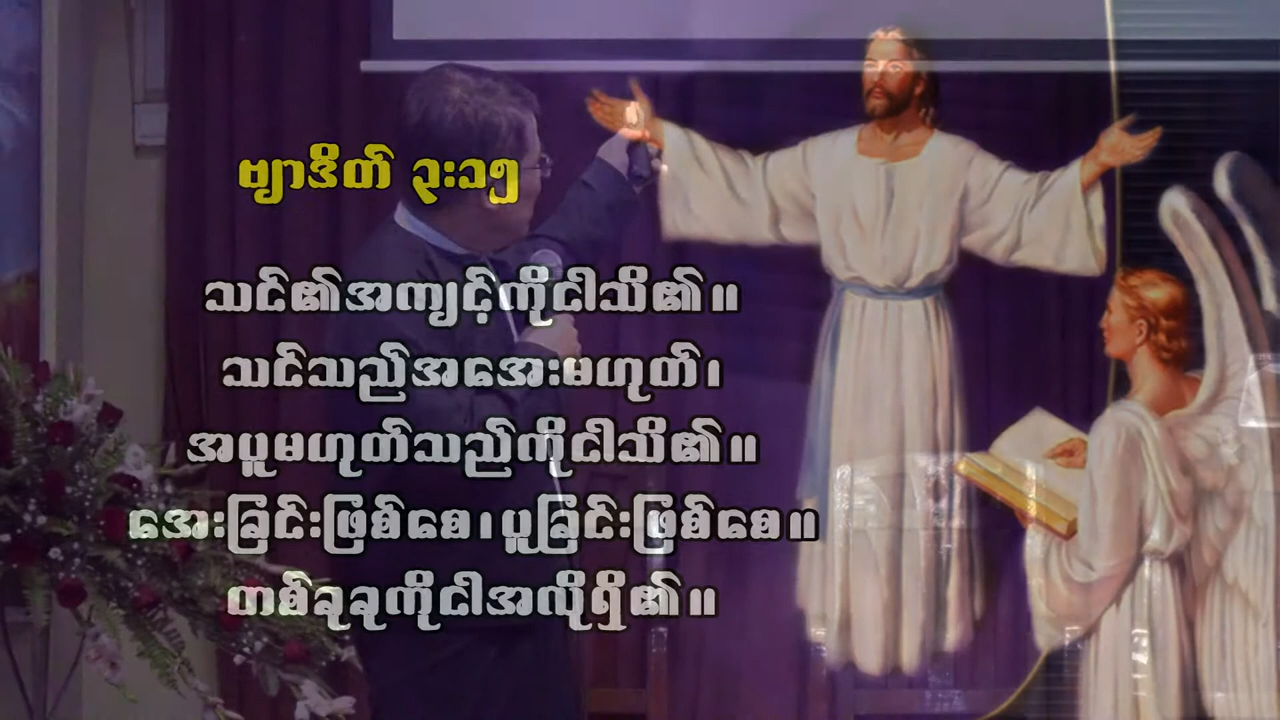 ဗျာဒိတ် ၃း၁၅
သင်၏အကျင့်ကိုငါသိ၏။
သင်သည်အအေးမဟုတ်၊
အပူမဟုတ်သည်ကိုငါသိ၏။
အေးခြင်းဖြစ်စေ၊ပူခြင်းဖြစ်စေ။
တစ်ခုခုကိုငါအလိုရှိ၏။